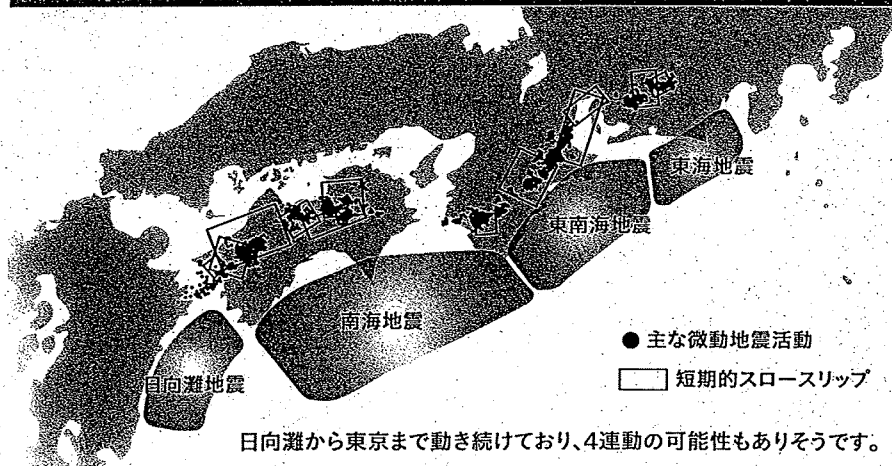 東海地震
東南海地震
南海地震
日向灘地震
● 主な微動地震活動
短期的スロースリップ
日向灘から東京まで動き続けており、4連動の可能性もありそうです。